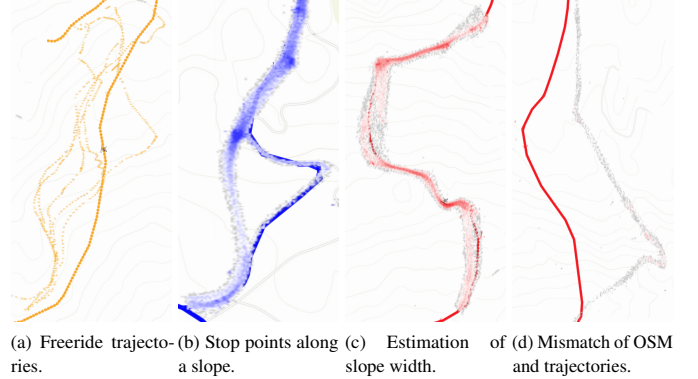 (a) Freeride trajecto-
ries.
(b) Stop points along
a slope.
(c) Estimation of
slope width.
(d) Mismatch of OSM
and trajectories.